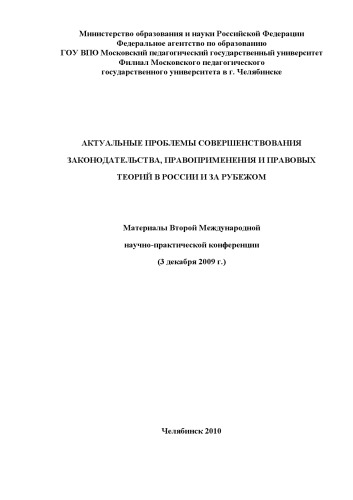 Министерство образования и науки Российской Федерации
Федеральное агентство по образованию
ГОУ ВПО Московский педагогический государственный университет
Филиал Московского педагогического
государственного университета в г. Челябинске
АКТУАЛЬНЫЕ ПРОБЛЕМЫ СОВЕРШЕНСТВОВАНИЯ
ЗАКОНОДАТЕЛЬСТВА, ПРАВОПРИМЕНЕНИЯ И ПРАВОВЫХ
ТЕОРИЙ В РОССИИ И ЗА РУБЕЖОМ
Материалы Второй Международной
научно-практической конференции
(3 декабря 2009 г.)
Челябинск 2010